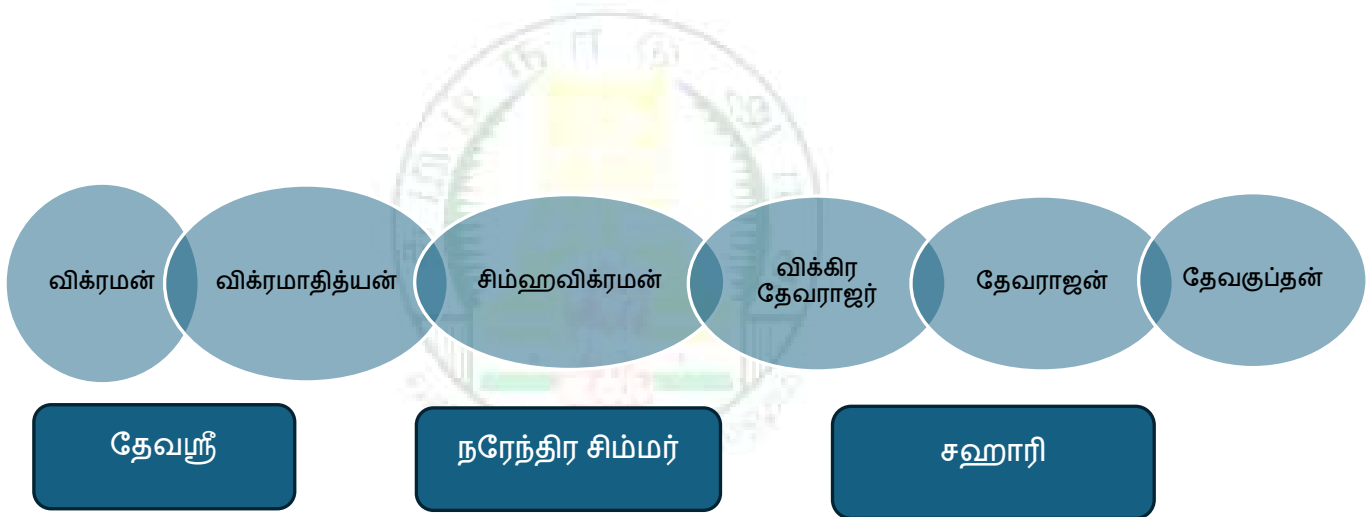 விக்ரமன்
விக்ரமாதித்யன்
சிம்ஹவிக்ரமன்
விக்கிர
தேவராஜர்
தேவராஜன்
தேவகுப்தன்
தேவஸ்ரீ
நரேந்திர சிம்மர்
சஹாரி